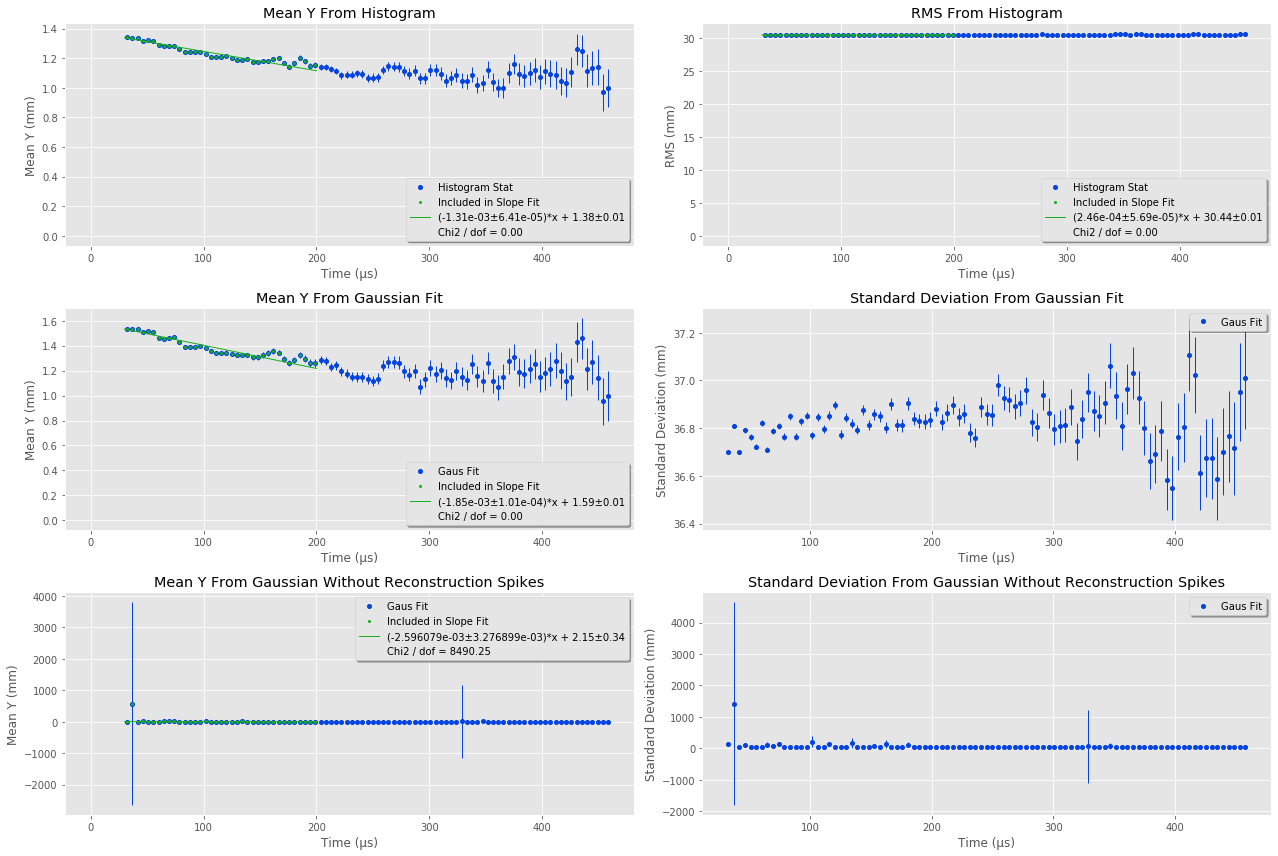 Mean Y From Histogram
1.4
1.2
1.0
0.8
0.6
0.4
0.2
0.0
Mean Y (mm)
Histogram Stat
Included in Slope Fit
(-1.31e-03±6.41e-05)*x + 1.38±0.01
Chi2 / dof = 0.00
0 100 200 300 400
Time (µs)
RMS From Histogram
30
25
20
15
10
5
0
RMS (mm)
Histogram Stat
Included in Slope Fit
(2.46e-04±5.69e-05)*x + 30.44±0.01
Chi2 / dof = 0.00
0 100 200 300 400
Time (µs)
Mean Y From Gaussian Fit
1.6
1.4
1.2
1.0
0.8
0.6
0.4
0.2
0.0
Mean Y (mm)
Gaus Fit
Included in Slope Fit
(-1.85e-03±1.01e-04)*x + 1.59±0.01
Chi2 / dof = 0.00
0 100 200 300 400
Time (µs)
Standard Deviation From Gaussian Fit
37.2
37.0
36.8
36.6
36.4
Standard Deviation (mm)
Gaus Fit
100 200 300 400
Time (µs)
Mean Y From Gaussian Without Reconstruction Spikes
4000
3000
2000
1000
0
−1000
−2000
Mean Y (mm)
Gaus Fit
Included in Slope Fit
(-2.596079e-03±3.276899e-03)*x + 2.15±0.34
Chi2 / dof = 8490.25
0 100 200 300 400
Time (µs)
Standard Deviation From Gaussian Without Reconstruction Spikes
4000
3000
2000
1000
0
−1000
−2000
Standard Deviation (mm)
Gaus Fit
100 200 300 400
Time (µs)